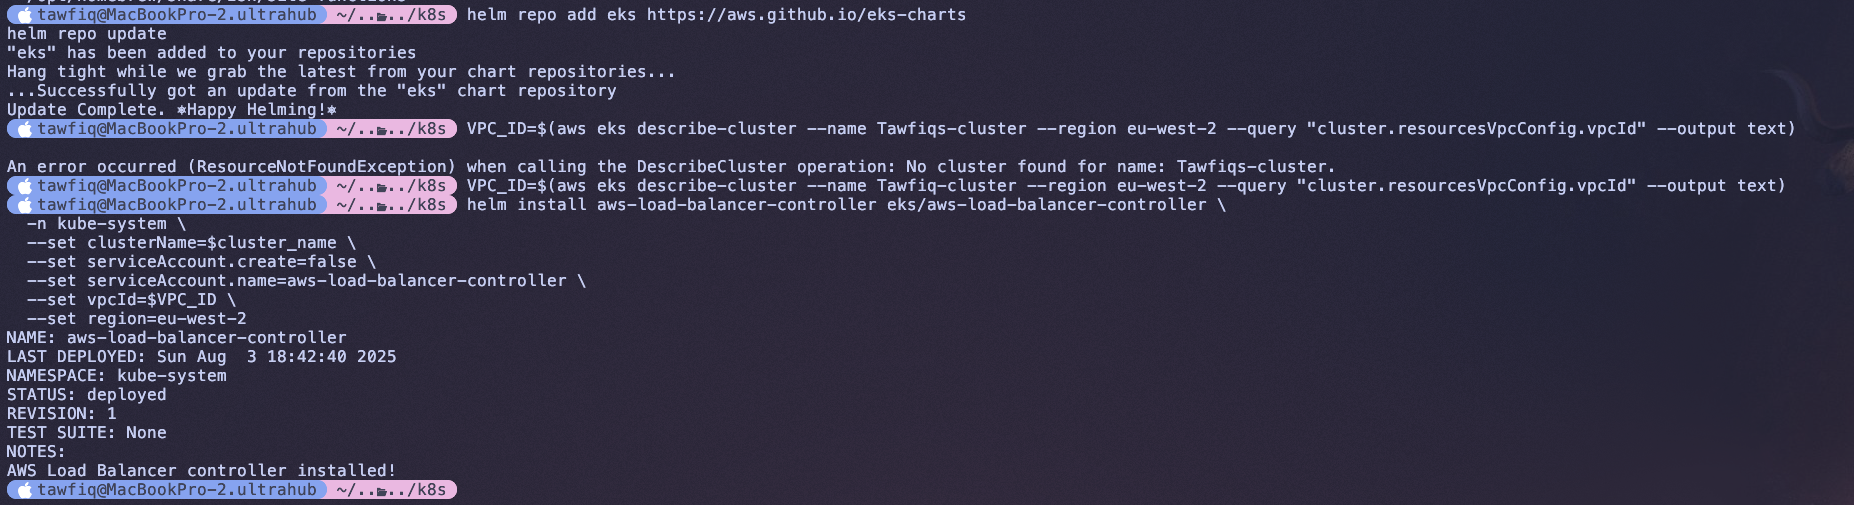 tawfiq@MacBookPro-2.ultrahub ~/../../k8s helm repo add eks https://aws.github.io/eks-charts
helm repo update
"eks" has been added to your repositories
Hang tight while we grab the latest from your chart repositories...
...Successfully got an update from the "eks" chart repository
Update Complete. ⎈Happy Helming!⎈
tawfiq@MacBookPro-2.ultrahub ~/../../k8s VPC_ID=$(aws eks describe-cluster --name Tawfiqs-cluster --region eu-west-2 --query "cluster.resourcesVpcConfig.vpcId" --output text)
An error occurred (ResourceNotFoundException) when calling the DescribeCluster operation: No cluster found for name: Tawfiqs-cluster.
tawfiq@MacBookPro-2.ultrahub ~/../../k8s VPC_ID=$(aws eks describe-cluster --name Tawfiq-cluster --region eu-west-2 --query "cluster.resourcesVpcConfig.vpcId" --output text)
tawfiq@MacBookPro-2.ultrahub ~/../../k8s helm install aws-load-balancer-controller eks/aws-load-balancer-controller \
-n kube-system \
--set clusterName=$cluster_name \
--set serviceAccount.create=false \
--set serviceAccount.name=aws-load-balancer-controller \
--set vpcId=$VPC_ID \
--set region=eu-west-2
NAME: aws-load-balancer-controller
LAST DEPLOYED: Sun Aug  3 18:42:40 2025
NAMESPACE: kube-system
STATUS: deployed
REVISION: 1
TEST SUITE: None
NOTES:
AWS Load Balancer controller installed!
tawfiq@MacBookPro-2.ultrahub ~/../../k8s